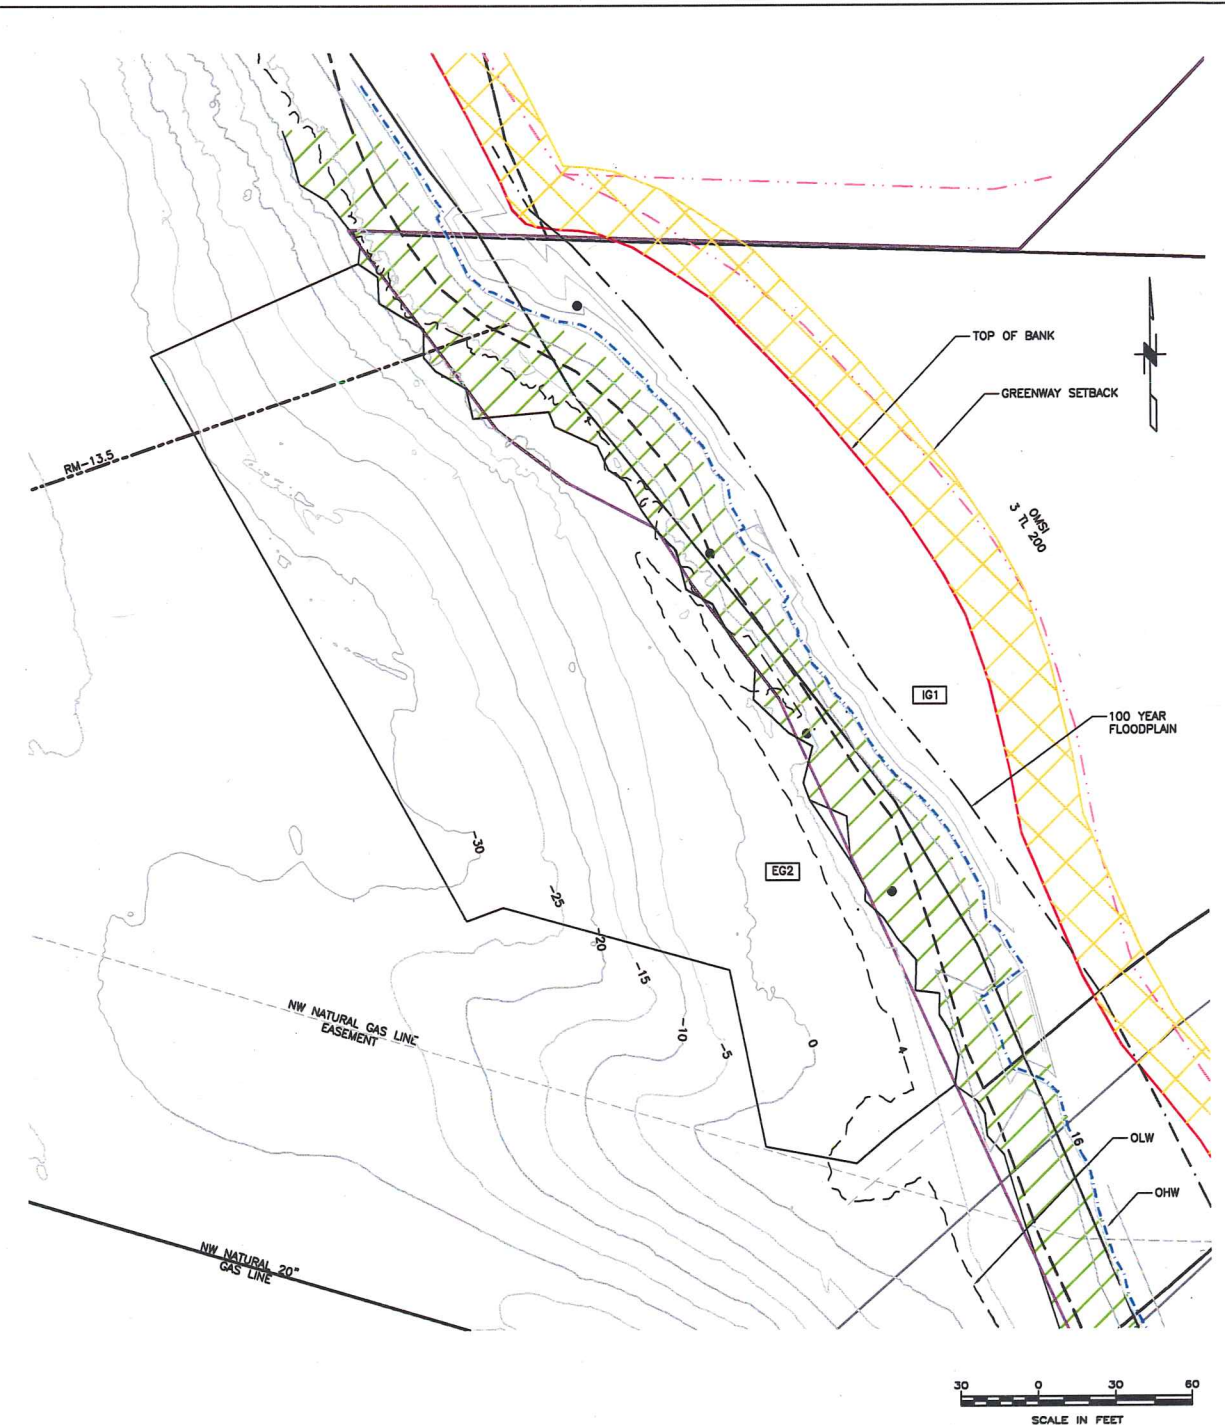 TOP OF BANK
GREENWAY SETBACK
RM-13.5
OMSI
3 TL 200
IG1
100 YEAR
FLOODPLAIN
-30
EG2
-25
-20
-15
NW NATURAL GAS LINE
EASEMENT
-10
-5
0
4
16
OLW
OHW
NW NATURAL 20"
GAS LINE
30 0 30 60
SCALE IN FEET